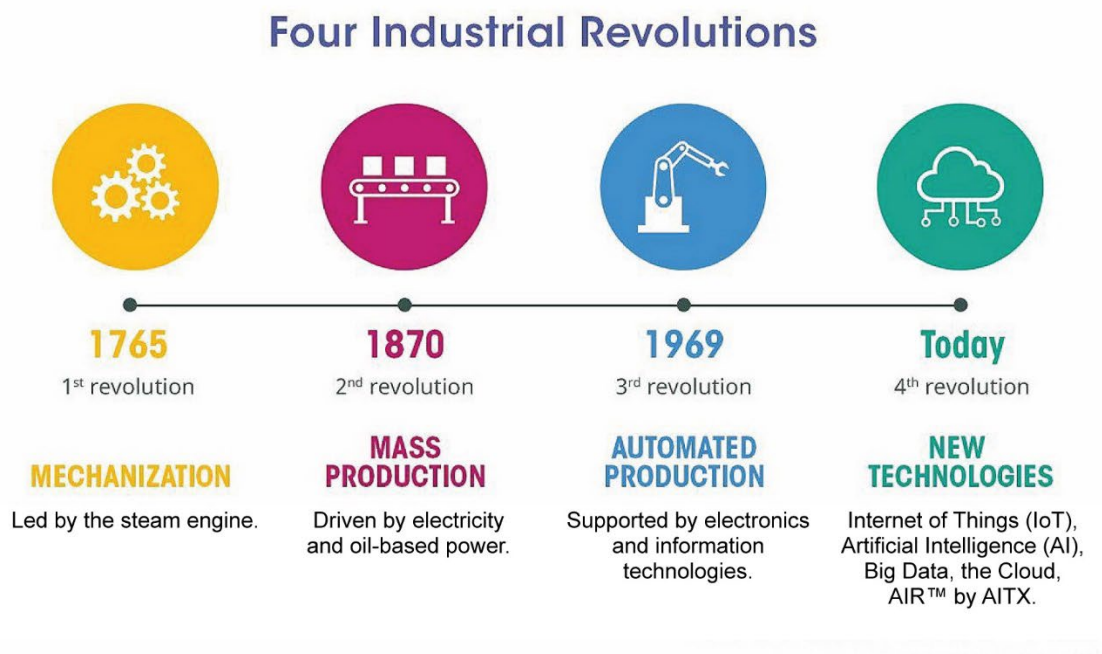 Four Industrial Revolutions
1765
1st revolution
MECHANIZATION
Led by the steam engine.
1870
2nd revolution
MASS
PRODUCTION
Driven by electricity
and oil-based power.
1969
3rd revolution
AUTOMATED
PRODUCTION
Supported by electronics
and information
technologies.
Today
4th revolution
NEW
TECHNOLOGIES
Internet of Things (IoT),
Artificial Intelligence (AI),
Big Data, the Cloud,
AIR™ by AITX.